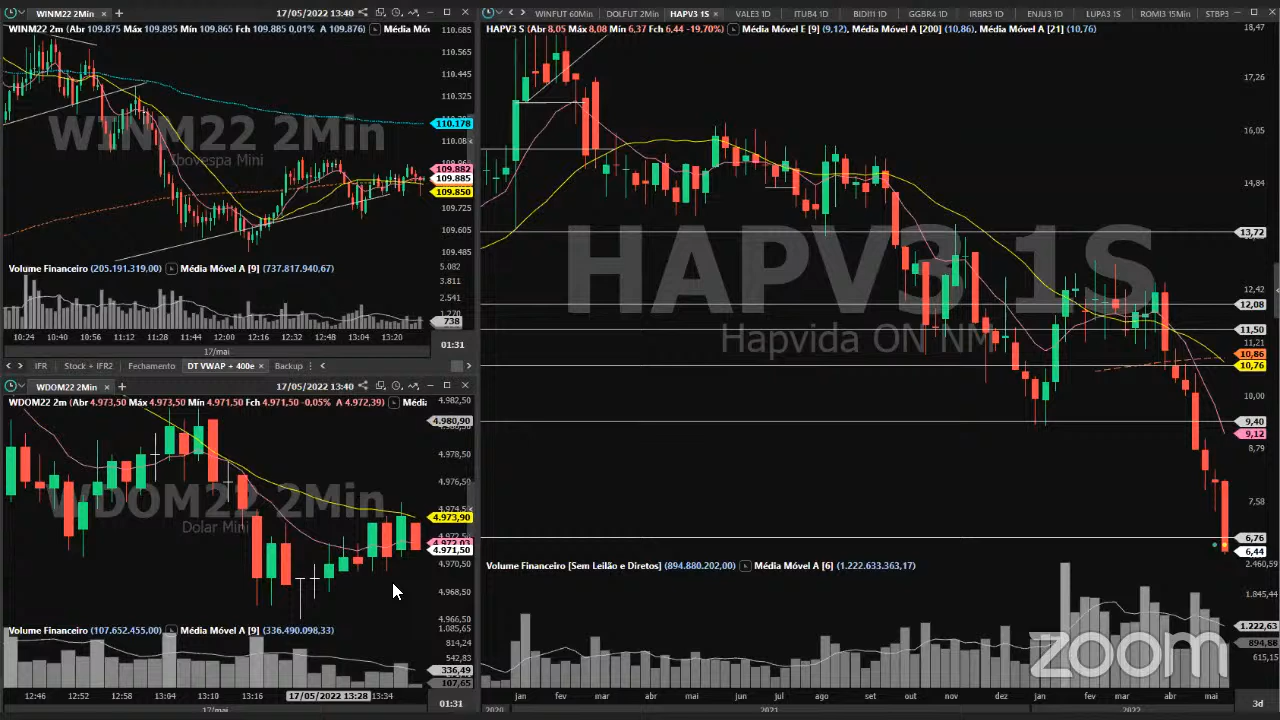 WINM22 2Min
17/05/2022 13:40
WINM22 2m (Abr 109.875 Máx 109.895 Mín 109.865 Fch 109.885 0,01% A 109.876) Média Móv
110.685
110.565
110.445
110.325
110.178
109.882
109.885
109.850
109.725
109.605
109.485
WINM22 2Min
Ibovespa Mini
Volume Financeiro (205.191.319,00) Média Móvel A [9] (737.817.940,67)
5.082
3.811
2.541
1.270
738
10:24 10:40 10:56 11:12 11:28 11:44 12:00 12:16 12:32 12:48 13:04 13:20
01:31
17/mai
IFR Stock + IFR2 Fechamento DT VWAP + 400e Backup
WDOM22 2Min
17/05/2022 13:40
WDOM22 2m (Abr 4.973,50 Máx 4.973,50 Mín 4.971,50 Fch 4.971,50 -0,05% A 4.972,39) Média
4.982,50
4.980,90
4.978,50
4.976,50
4.973,90
4.971,50
4.970,50
4.968,50
4.966,50
WDOM22 2Min
Dolar Mini
Volume Financeiro (107.652.455,00) Média Móvel A [9] (336.490.098,33)
1.085,65
814,24
542,83
336,49
107,65
12:46 12:52 12:58 13:04 13:10 13:16 17/05/2022 13:28 13:34
01:31
17/mai
WINFUT 60Min DOLFUT 2Min HAPV3 1S VALE3 1D ITUB4 1D BIDI11 1D GGBR4 1D IRBR3 1D ENJU3 1D LUPA3 1S ROMI3 15Min STBP3
HAPV3 S (Abr 8,05 Máx 8,08 Mín 6,37 Fch 6,44 -19,70%) Média Móvel E [9] (9,12) Média Móvel A [200] (10,86) Média Móvel A [21] (10,76)
18,47
17,26
16,05
14,84
13,72
12,42
12,08
11,50
11,21
10,86
10,76
10,00
9,40
9,12
8,79
7,58
6,76
6,44
HAPV3 1S
Hapvida ON NM
Volume Financeiro [Sem Leilão e Diretos] (894.880.202,00) Média Móvel A [6] (1.222.633.363,17)
2.460,59
1.845,44
1.222,63
894,88
615,15
zoom
jan fev mar abr mai jun jul ago set out nov dez jan fev mar abr mai
2020 2021 2022
3d